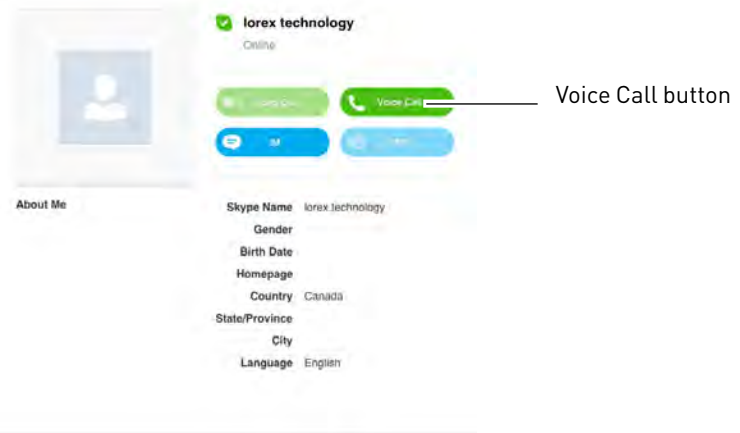 lorex technology
Online
Voice Call
Voice Call button
IM
About Me
Skype Name lorex.technology
Gender
Birth Date
Homepage
Country Canada
State/Province
City
Language English